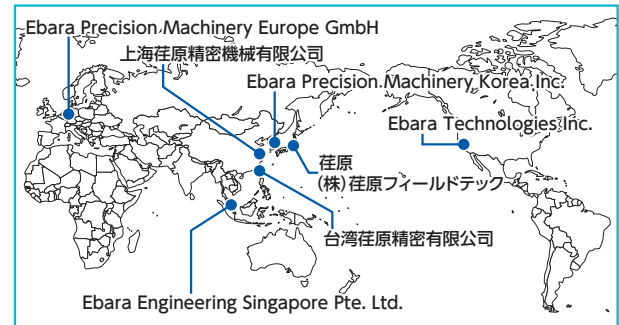 Ebara Precision Machinery Europe GmbH
上海荏原精密機械有限公司
Ebara Precision Machinery Korea Inc.
Ebara Technologies Inc.
荏原
（株）荏原フィールドテック
台湾荏原精密有限公司
Ebara Engineering Singapore Pte. Ltd.